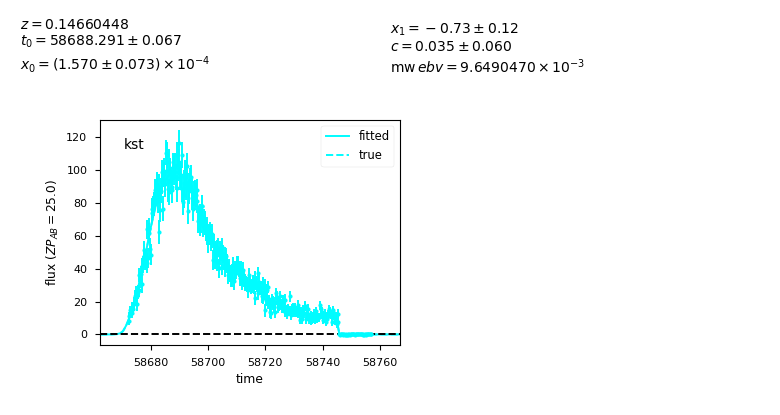 z = 0.14660448
t₀ = 58688.291 ± 0.067
x₀ = (1.570 ± 0.073) × 10⁻⁴
x₁ = −0.73 ± 0.12
c = 0.035 ± 0.060
mw ebv = 9.6490470 × 10⁻³
kst
fitted
true
flux (ZP_AB = 25.0)
120
100
80
60
40
20
0
58680 58700 58720 58740 58760
time